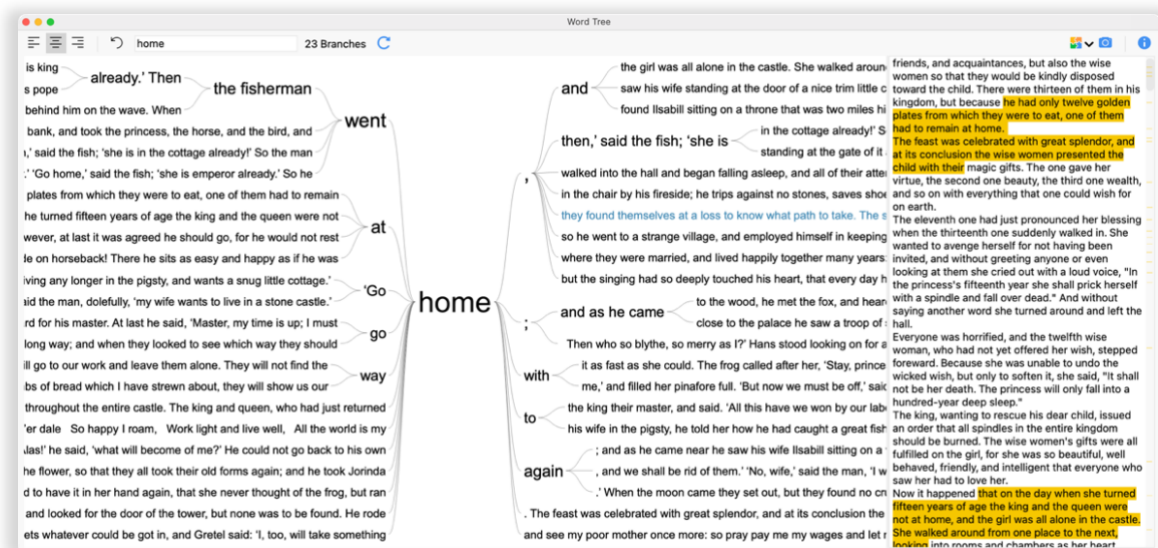 Word Tree
home
23 Branches
is king
s pope
already.' Then
the fisherman
behind him on the wave. When
bank, and took the princess, the horse, and the bird, and
,' said the fish; 'she is in the cottage already!' So the man
.' 'Go home,' said the fish; 'she is emperor already.' So he
went
plates from which they were to eat, one of them had to remain
he turned fifteen years of age the king and the queen were not
wever, at last it was agreed he should go, for he would not rest
e on horseback! There he sits as easy and happy as if he was
at
iving any longer in the pigsty, and wants a snug little cottage.'
aid the man, dolefully, 'my wife wants to live in a stone castle.'
'Go
rd for his master. At last he said, 'Master, my time is up; I must
long way; and when they looked to see which way they should
go
ll go to our work and leave them alone. They will not find the
bs of bread which I have strewn about, they will show us our
way
throughout the entire castle. The king and queen, who had just returned
'er dale So happy I roam, Work light and live well, All the world is my
las!' he said, 'what will become of me?' He could not go back to his own
he flower, so that they all took their old forms again; and he took Jorinda
d to have it in her hand again, that she never thought of the frog, but ran
and looked for the door of the tower, but none was to be found. He rode
ets whatever could be got in, and Gretel said: 'I, too, will take something
home
and
the girl was all alone in the castle. She walked aroun
saw his wife standing at the door of a nice trim little c
found Ilsabill sitting on a throne that was two miles hi
,
then,' said the fish; 'she is
in the cottage already!' S
standing at the gate of it
walked into the hall and began falling asleep, and all of their atte
in the chair by his fireside; he trips against no stones, saves shoe
they found themselves at a loss to know what path to take. The s
so he went to a strange village, and employed himself in keeping
where they were married, and lived happily together many years:
but the singing had so deeply touched his heart, that every day h
;
and as he came
to the wood, he met the fox, and hear
close to the palace he saw a troop of
Then who so blythe, so merry as I?' Hans stood looking on for a
with
it as fast as she could. The frog called after her, 'Stay, prince
me,' and filled her pinafore full. 'But now we must be off,' said
to
the king their master, and said. 'All this have we won by our labo
his wife in the pigsty, he told her how he had caught a great fish
again
; and as he came near he saw his wife Ilsabill sitting on a
, and we shall be rid of them.' 'No, wife,' said the man, 'I w
.' When the moon came they set out, but they found no cr
. The feast was celebrated with great splendor, and at its conclusion the
and see my poor mother once more: so pray pay me my wages and let
friends, and acquaintances, but also the wise
women so that they would be kindly disposed
toward the child. There were thirteen of them in his
kingdom, but because he had only twelve golden
plates from which they were to eat, one of them
had to remain at home.
The feast was celebrated with great splendor, and
at its conclusion the wise women presented the
child with their magic gifts. The one gave her
virtue, the second one beauty, the third one wealth,
and so on with everything that one could wish for
on earth.
The eleventh one had just pronounced her blessing
when the thirteenth one suddenly walked in. She
wanted to avenge herself for not having been
invited, and without greeting anyone or even
looking at them she cried out with a loud voice, "In
the princess's fifteenth year she shall prick herself
with a spindle and fall over dead." And without
saying another word she turned around and left the
hall.
Everyone was horrified, and the twelfth wise
woman, who had not yet offered her wish, stepped
forward. Because she was unable to undo the
wicked wish, but only to soften it, she said, "It shall
not be her death. The princess will only fall into a
hundred-year deep sleep."
The king, wanting to rescue his dear child, issued
an order that all spindles in the entire kingdom
should be burned. The wise women's gifts were all
fulfilled on the girl, for she was so beautiful, well
behaved, friendly, and intelligent that everyone who
saw her had to love her.
Now it happened that on the day when she turned
fifteen years of age the king and the queen were
not at home, and the girl was all alone in the castle.
She walked around from one place to the next,
looking into rooms and chambers as her heart